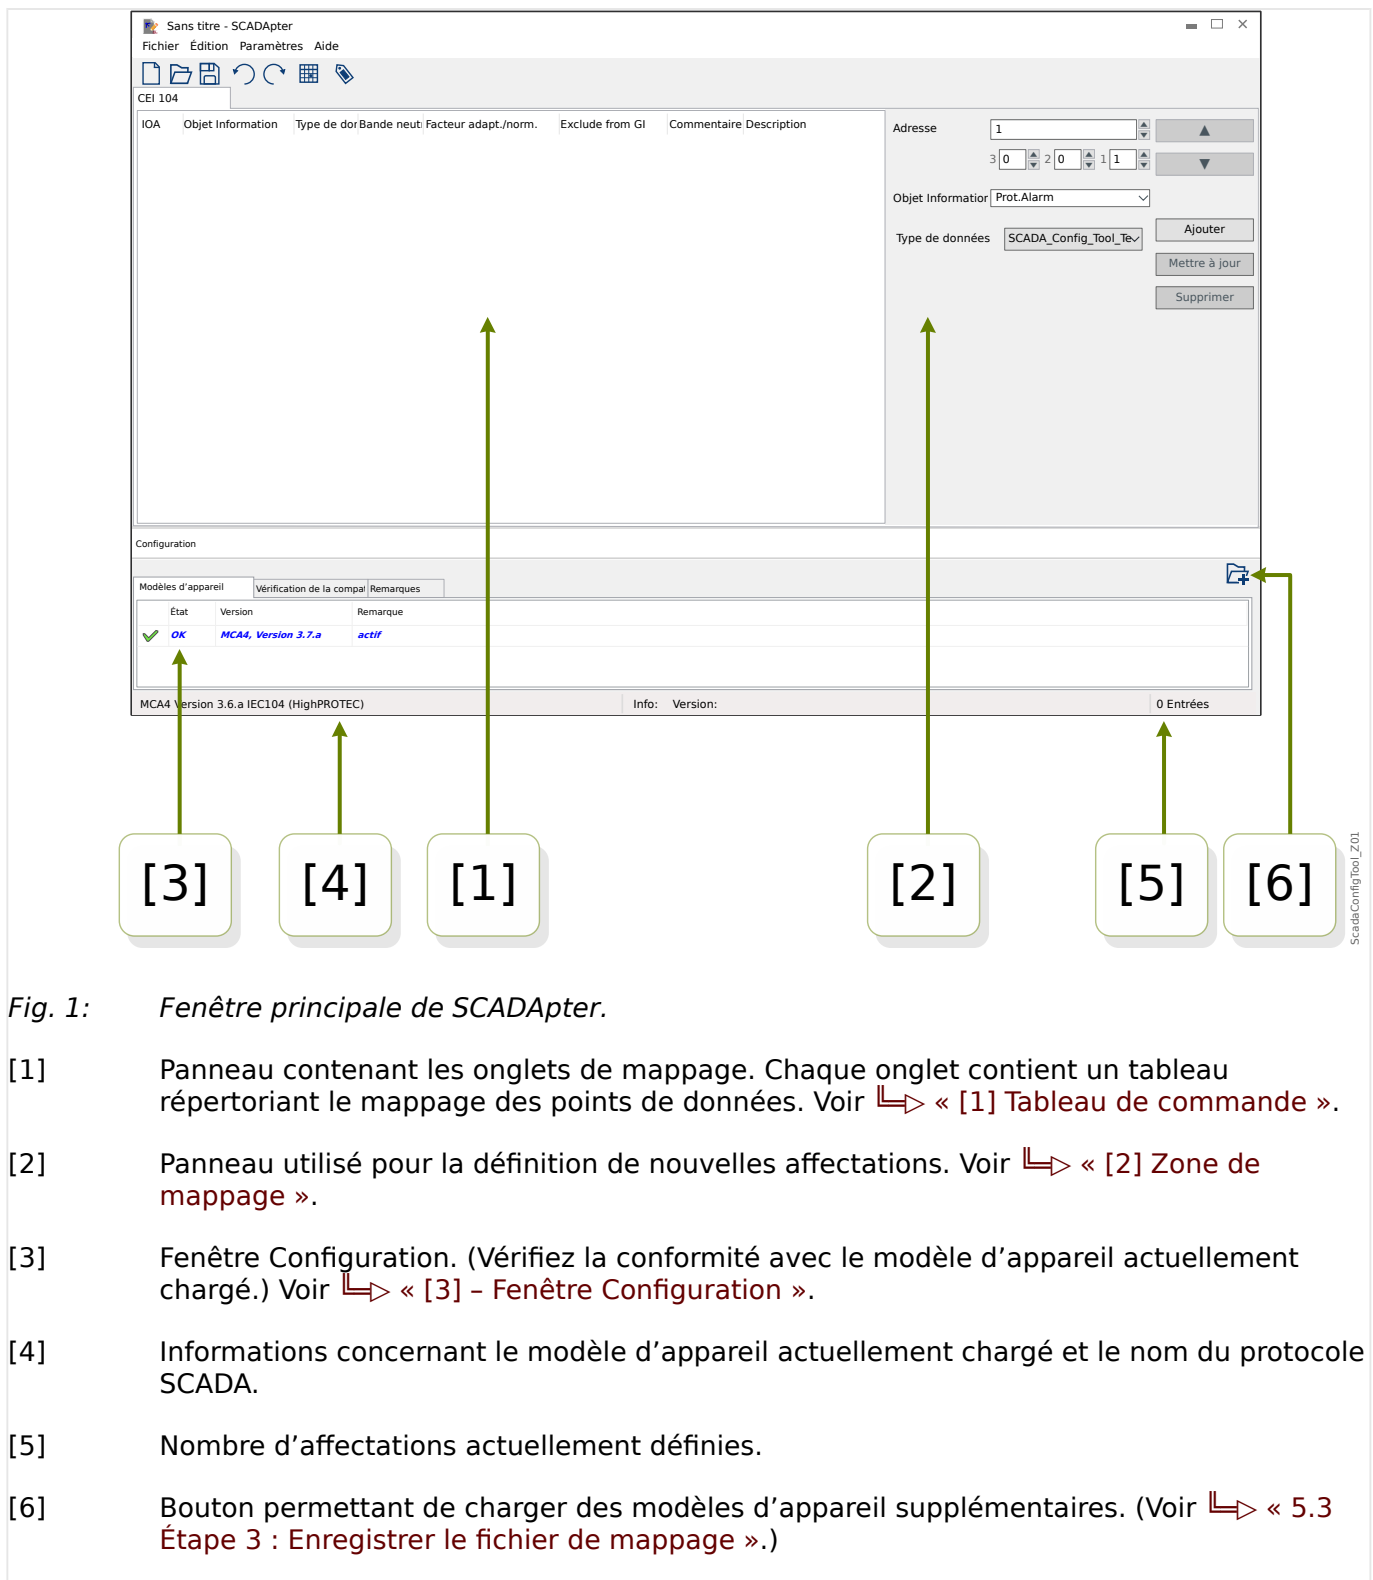 Sans titre - SCADApter
Fichier Édition Paramètres Aide
CEI 104
IOA Objet Information Type de don Bande neuti Facteur adapt./norm. Exclude from GI Commentaire Description
Adresse 1
3 0 2 0 1 1
Objet Information Prot.Alarm
Type de données SCADA_Config_Tool_Te
Ajouter
Mettre à jour
Supprimer
Configuration
Modèles d’appareil Vérification de la compat Remarques
État Version Remarque
OK MCA4, Version 3.7.a actif
MCA4 Version 3.6.a IEC104 (HighPROTEC) Info: Version: 0 Entrées
[3] [4] [1] [2] [5] [6]
ScadaConfigTool_Z01
Fig. 1: Fenêtre principale de SCADApter.
[1] Panneau contenant les onglets de mappage. Chaque onglet contient un tableau
répertoriant le mappage des points de données. Voir ╚═▷ « [1] Tableau de commande ».
[2] Panneau utilisé pour la définition de nouvelles affectations. Voir ╚═▷ « [2] Zone de
mappage ».
[3] Fenêtre Configuration. (Vérifiez la conformité avec le modèle d’appareil actuellement
chargé.) Voir ╚═▷ « [3] – Fenêtre Configuration ».
[4] Informations concernant le modèle d’appareil actuellement chargé et le nom du protocole
SCADA.
[5] Nombre d’affectations actuellement définies.
[6] Bouton permettant de charger des modèles d’appareil supplémentaires. (Voir ╚═▷ « 5.3
Étape 3 : Enregistrer le fichier de mappage ».)